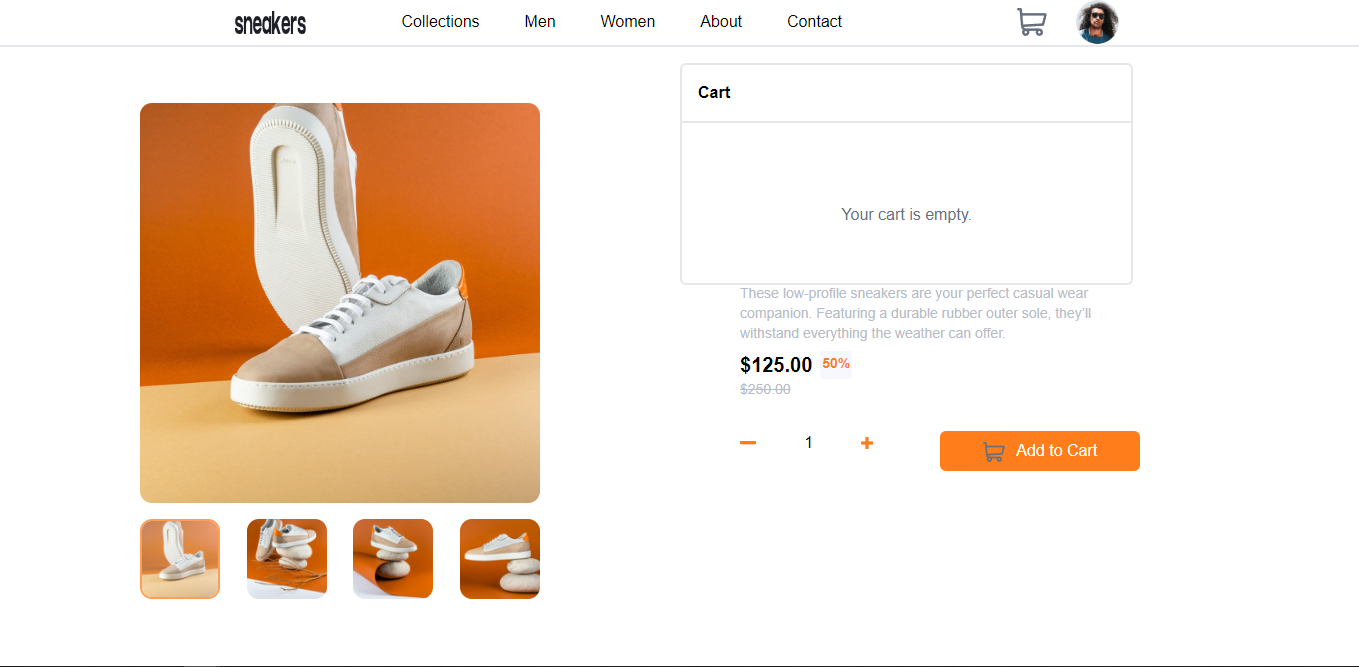 sneakers
Collections
Men
Women
About
Contact
Cart
Your cart is empty.
These low-profile sneakers are your perfect casual wear
companion. Featuring a durable rubber outer sole, they'll
withstand everything the weather can offer.
$125.00 50%
$250.00
1
Add to Cart